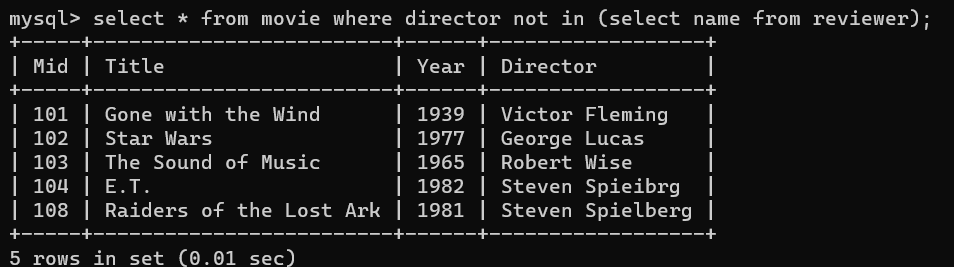 mysql> select * from movie where director not in (select name from reviewer);
+-----+-------------------------+------+-----------------+
| Mid | Title                   | Year | Director        |
+-----+-------------------------+------+-----------------+
| 101 | Gone with the Wind      | 1939 | Victor Fleming   |
| 102 | Star Wars               | 1977 | George Lucas     |
| 103 | The Sound of Music      | 1965 | Robert Wise      |
| 104 | E.T.                    | 1982 | Steven Spieibrg  |
| 108 | Raiders of the Lost Ark | 1981 | Steven Spielberg |
+-----+-------------------------+------+-----------------+
5 rows in set (0.01 sec)